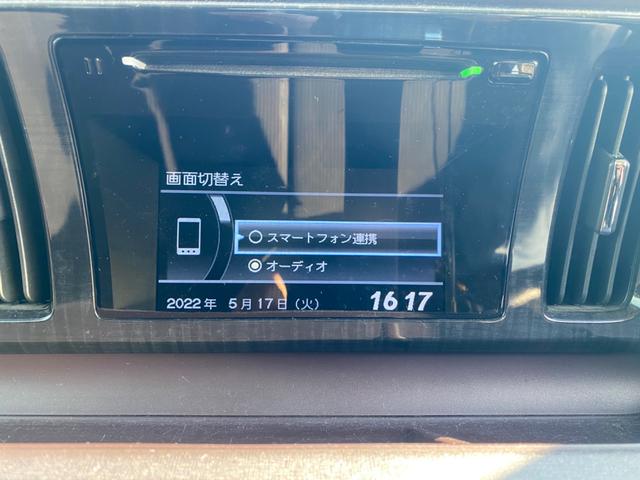 画面切替え
スマートフォン連携
オーディオ
2022年 5月17日(火) 16 17